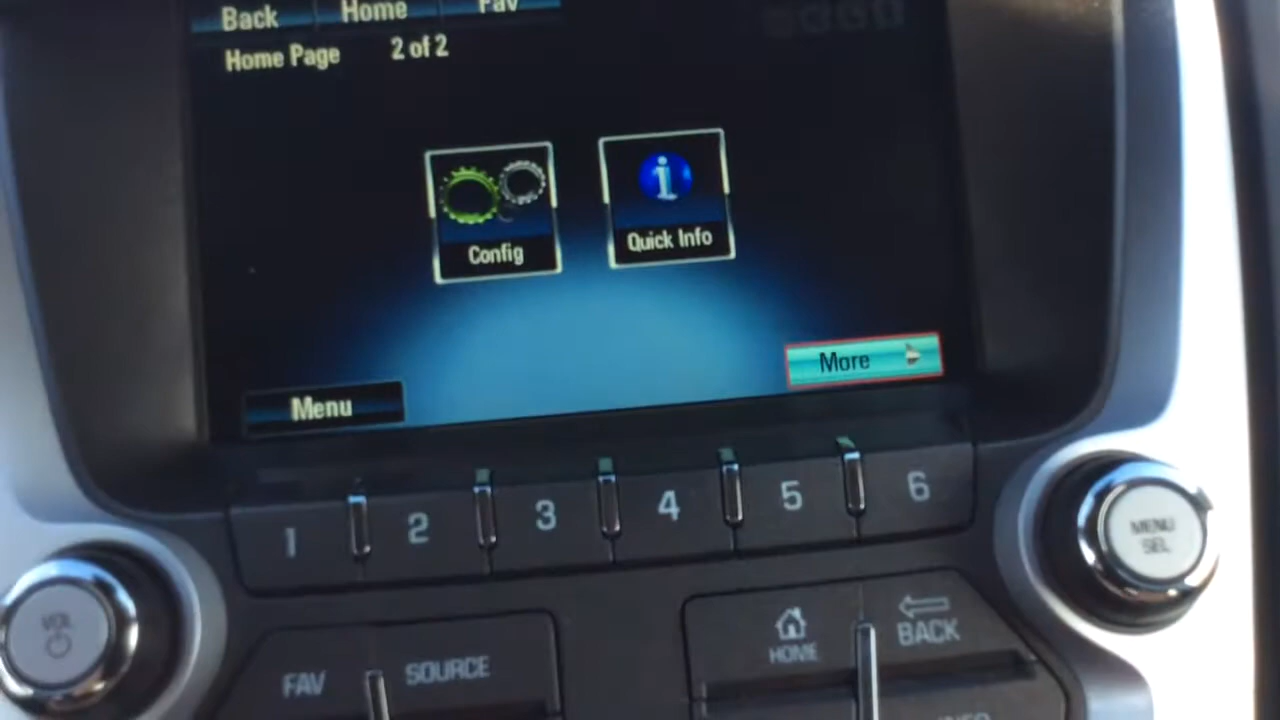 Back Home Fav
Home Page 2 of 2
Config Quick Info
More
Menu
1 2 3 4 5 6
MENU
SEL
VOL
HOME BACK
FAV SOURCE
INFO